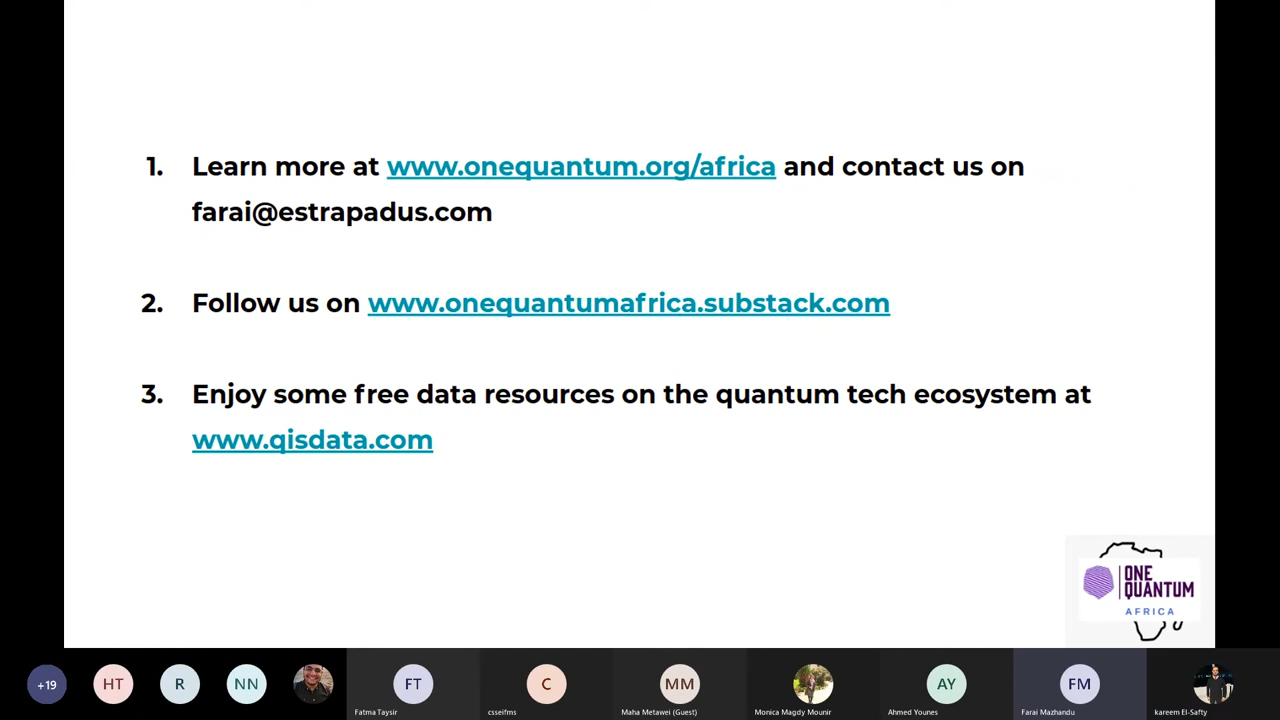 1. Learn more at www.onequantum.org/africa and contact us on
farai@estrapadus.com
2. Follow us on www.onequantumafrica.substack.com
3. Enjoy some free data resources on the quantum tech ecosystem at
www.qisdata.com
ONE
QUANTUM
AFRICA
+19 HT R NN FT C MM AY FM
Fatma Taysir csseifms Maha Metawei (Guest) Monica Magdy Mounir Ahmed Younes Farai Mazhandu kareem El-Safty